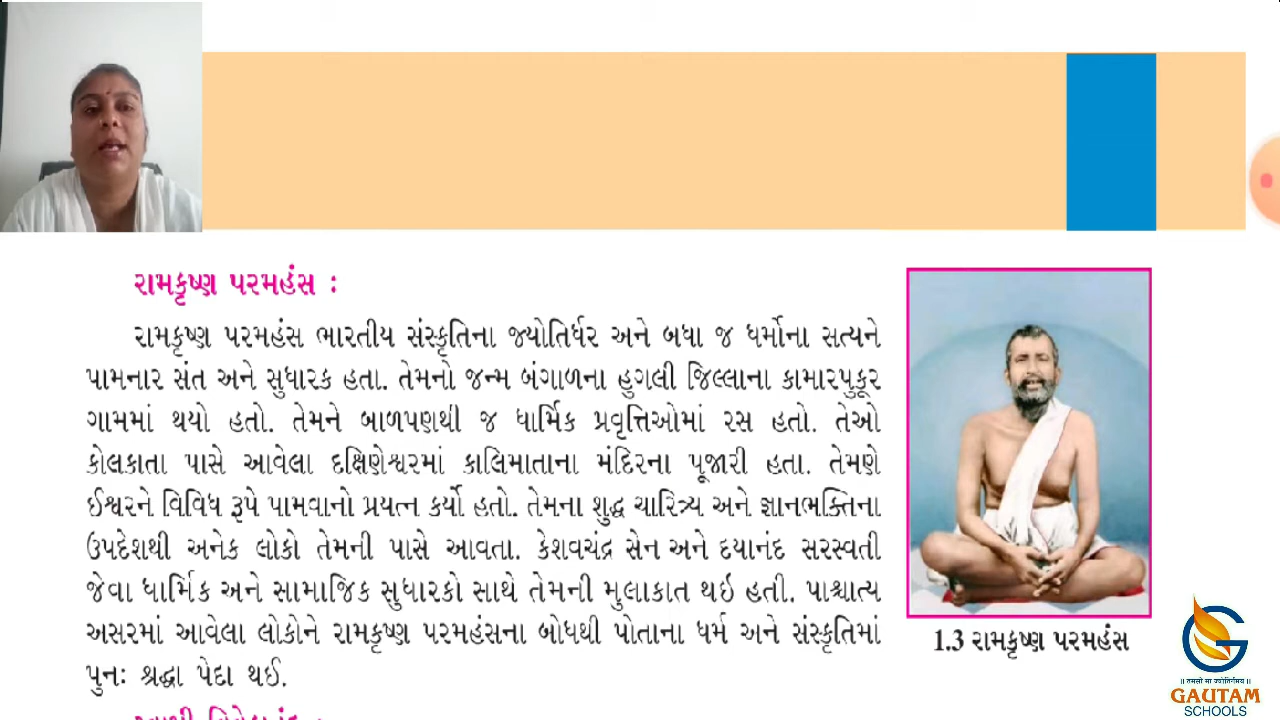 રામકૃષ્ણ પરમહંસ :
રામકૃષ્ણ પરમહંસ ભારતીય સંસ્કૃતિના જ્યોતિર્ધર અને બધા જ ધર્મોના સત્યને
પામનાર સંત અને સુધારક હતા. તેમનો જન્મ બંગાળના હુગલી જિલ્લાના કામારપુકૂર
ગામમાં થયો હતો. તેમને બાળપણથી જ ધાર્મિક પ્રવૃત્તિઓમાં રસ હતો. તેઓ
કોલકાતા પાસે આવેલા દક્ષિણેશ્વરમાં કાલિમાતાના મંદિરના પૂજારી હતા. તેમણે
ઈશ્વરને વિવિધ રૂપે પામવાનો પ્રયત્ન કર્યો હતો. તેમના શુદ્ધ ચારિત્ર્ય અને જ્ઞાનભક્તિના
ઉપદેશથી અનેક લોકો તેમની પાસે આવતા. કેશવચંદ્ર સેન અને દયાનંદ સરસ્વતી
જેવા ધાર્મિક અને સામાજિક સુધારકો સાથે તેમની મુલાકાત થઇ હતી. પાશ્ચાત્ય
અસરમાં આવેલા લોકોને રામકૃષ્ણ પરમહંસના બોધથી પોતાના ધર્મ અને સંસ્કૃતિમાં
પુનઃ શ્રદ્ધા પેદા થઈ.
1.3 રામકૃષ્ણ પરમહંસ
॥ તમસો મા જ્યોતિર્ગમય ॥
GAUTAM
SCHOOLS